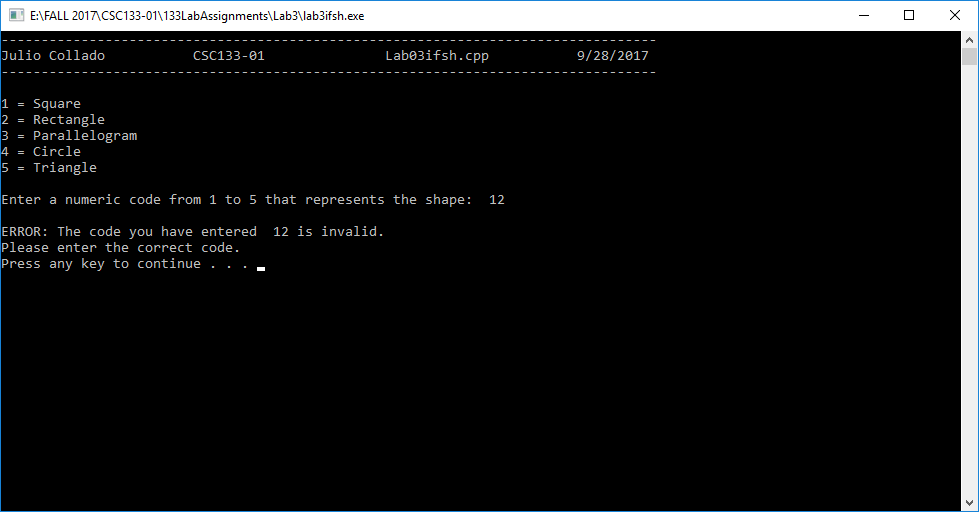 E:\FALL 2017\CSC133-01\133LabAssignments\Lab3\lab3ifsh.exe
----------------------------------------------------------------------------------
Julio Collado           CSC133-01               Lab03ifsh.cpp           9/28/2017
----------------------------------------------------------------------------------
1 = Square
2 = Rectangle
3 = Parallelogram
4 = Circle
5 = Triangle
Enter a numeric code from 1 to 5 that represents the shape:  12
ERROR: The code you have entered  12 is invalid.
Please enter the correct code.
Press any key to continue . . .